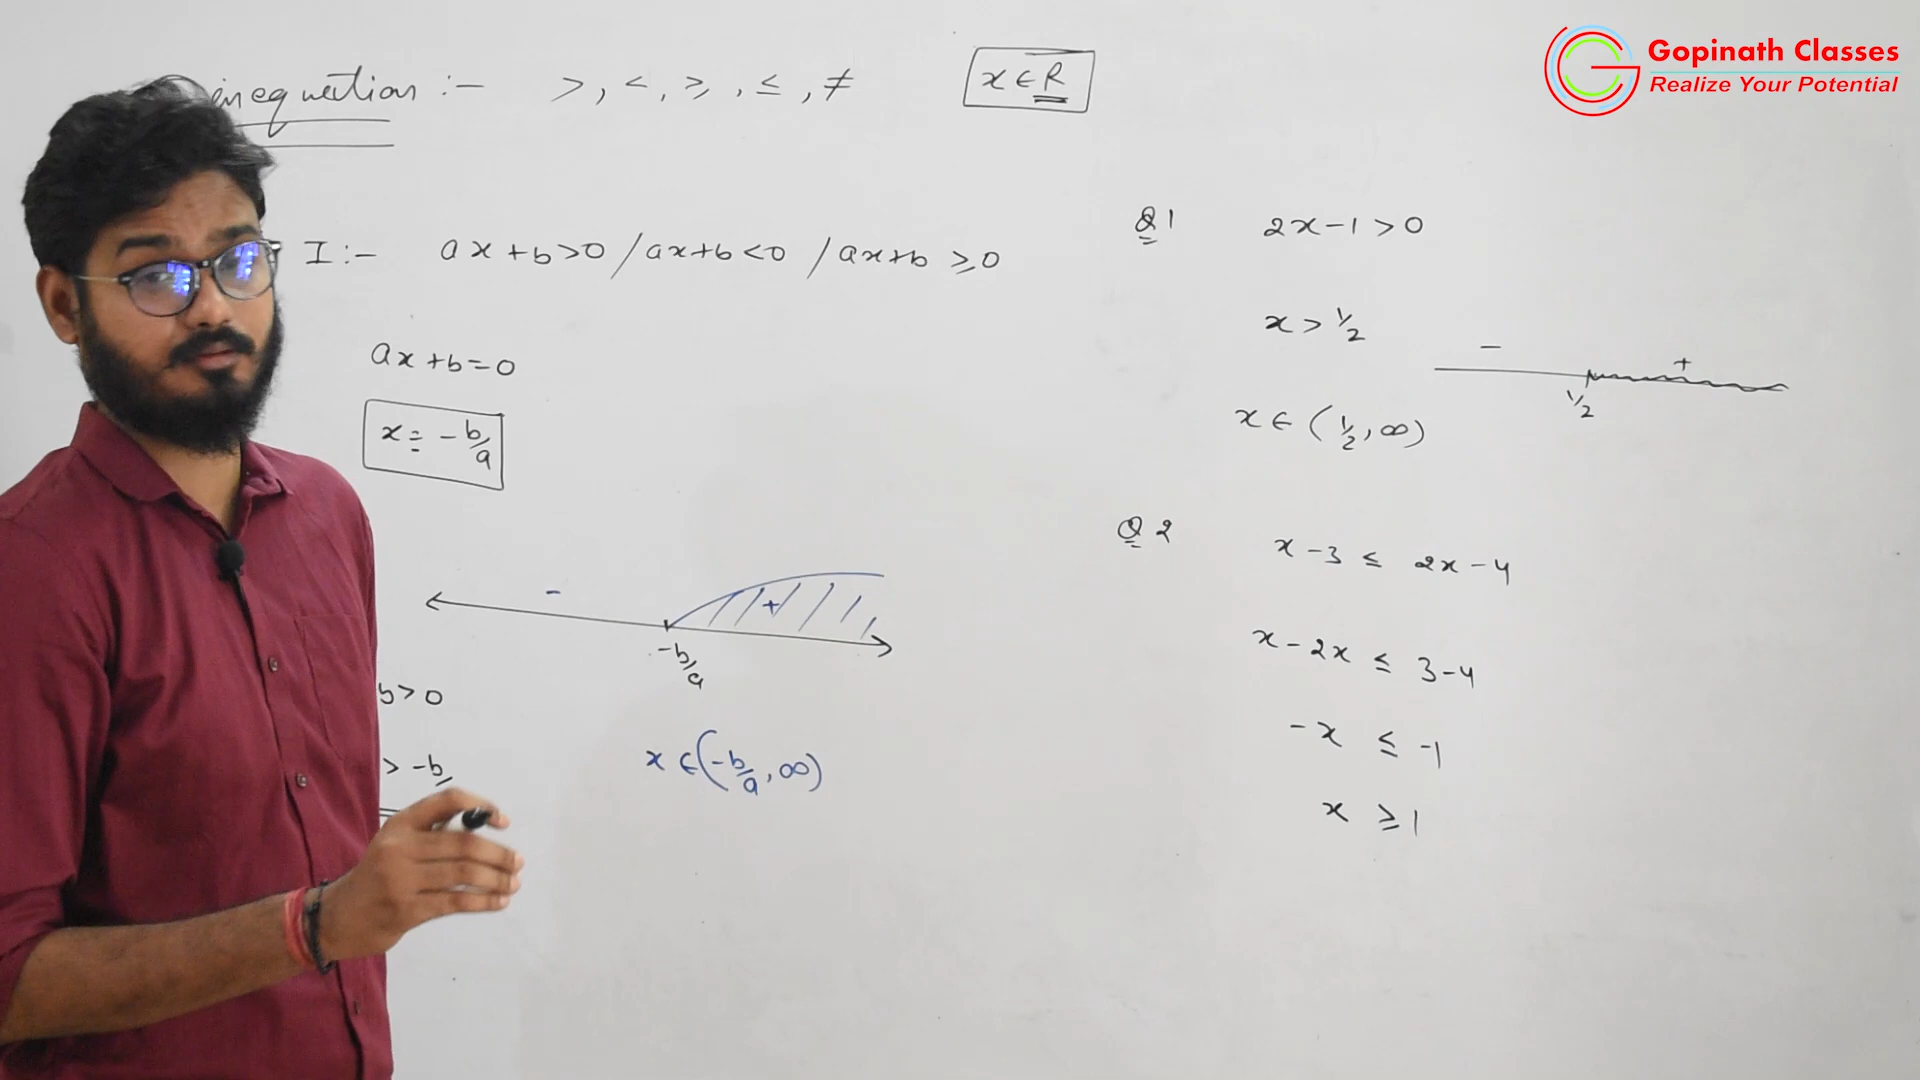 Gopinath Classes
Realize Your Potential
inequation :- >, <, ≥, ≤, ≠
x ∈ R
I :- ax + b > 0 / ax + b < 0 / ax + b ≥ 0
ax + b = 0
x = -b/a
- +
-b/a
b > 0
> -b/
x ∈ (-b/a, ∞)
Q1 2x - 1 > 0
x > 1/2
- +
1/2
x ∈ (1/2, ∞)
Q2 x - 3 ≤ 2x - 4
x - 2x ≤ 3 - 4
-x ≤ -1
x ≥ 1